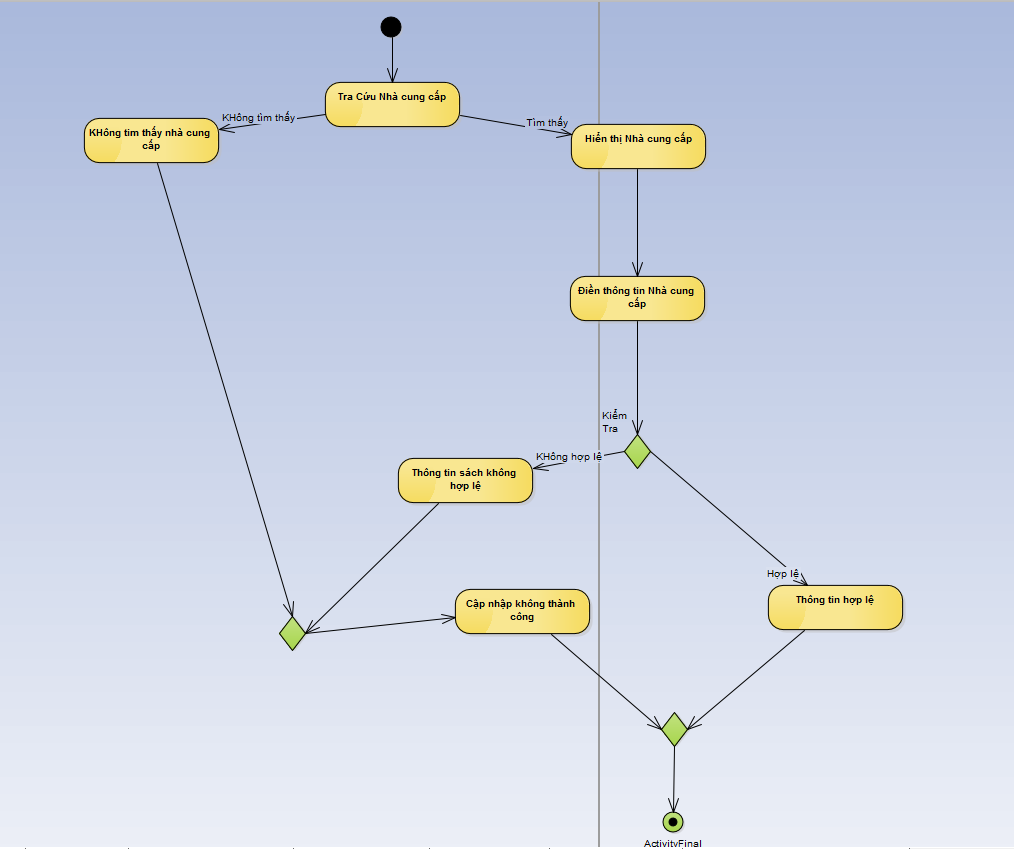 Tra Cứu Nhà cung cấp
KHông tìm thấy
Tìm thấy
KHông tìm thấy nhà cung
cấp
Hiển thị Nhà cung cấp
Điền thông tin Nhà cung
cấp
Kiểm
Tra
KHông hợp lệ
Thông tin sách không
hợp lệ
Hợp lệ
Cập nhập không thành
công
Thông tin hợp lệ
ActivityFinal